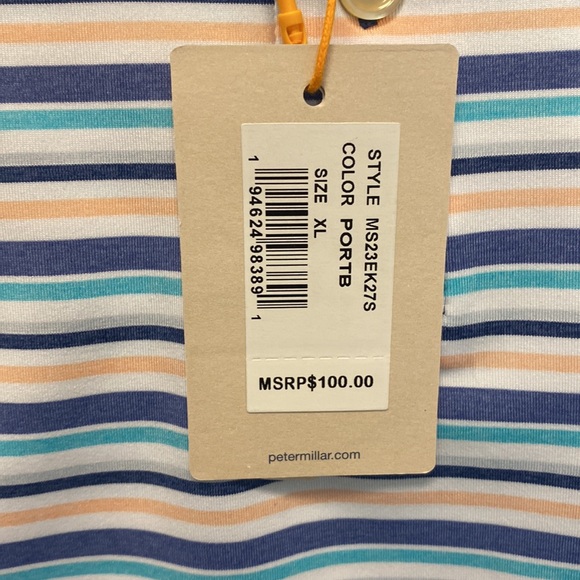 STYLE MS23EK27S
COLOR PORTB
SIZE XL
1 94624 98389 1
MSRP$100.00
petermillar.com